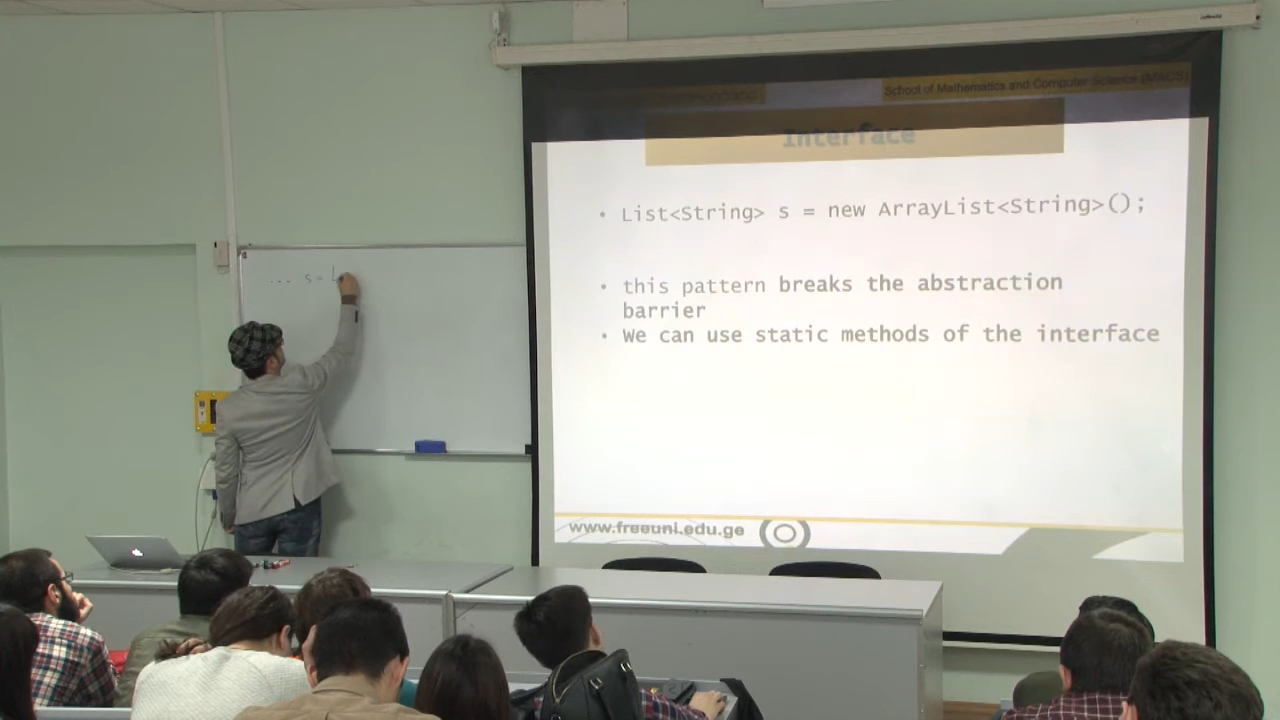 School of Mathematics and Computer Science (MACS)
Interface
• List<String> s = new ArrayList<String>();
• this pattern breaks the abstraction
barrier
• We can use static methods of the interface
www.freeuni.edu.ge
... s = L